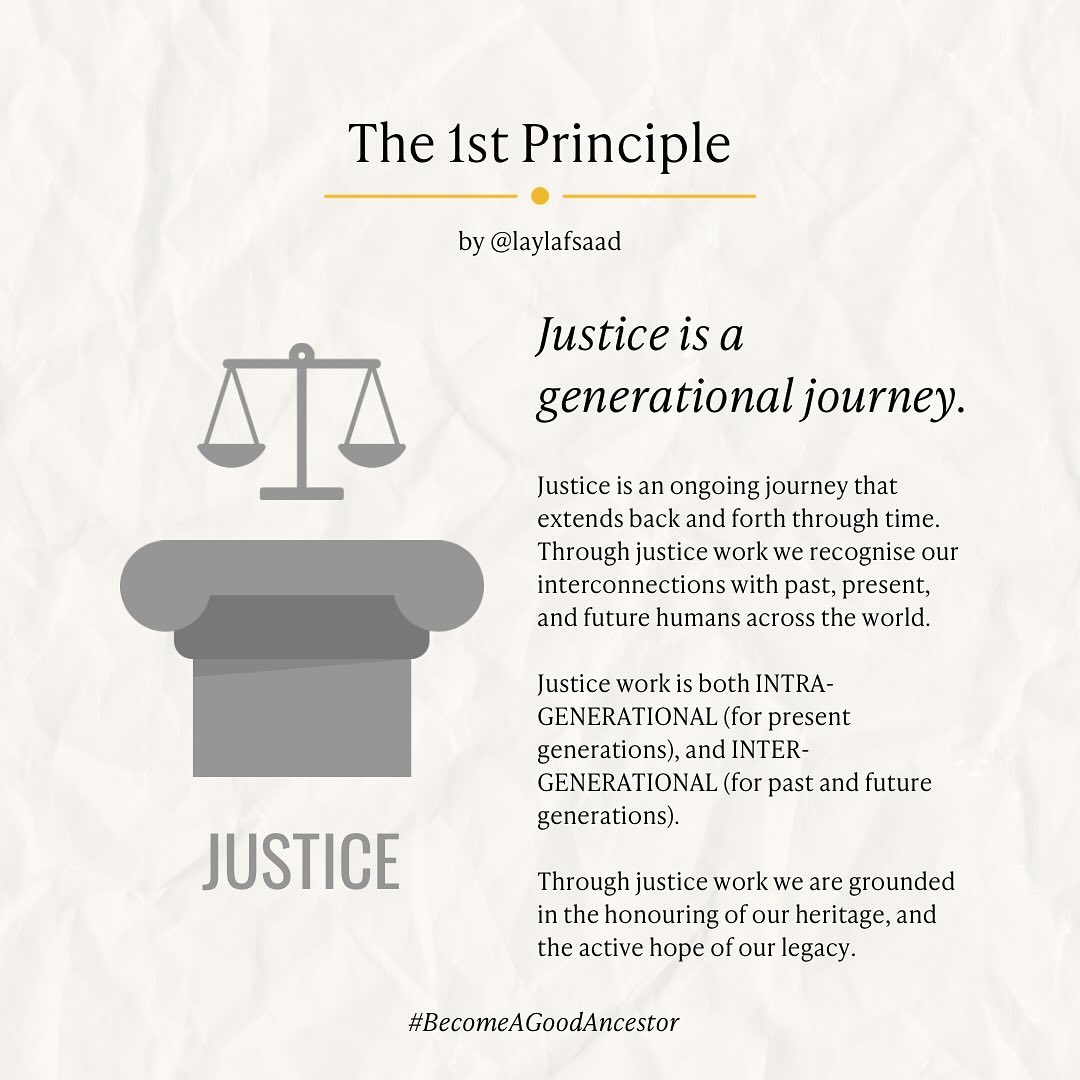 The 1st Principle
by @laylafsaad
Justice is a
generational journey.
Justice is an ongoing journey that
extends back and forth through time.
Through justice work we recognise our
interconnections with past, present,
and future humans across the world.
Justice work is both INTRA-
GENERATIONAL (for present
generations), and INTER-
GENERATIONAL (for past and future
generations).
Through justice work we are grounded
in the honouring of our heritage, and
the active hope of our legacy.
JUSTICE
#BecomeAGoodAncestor